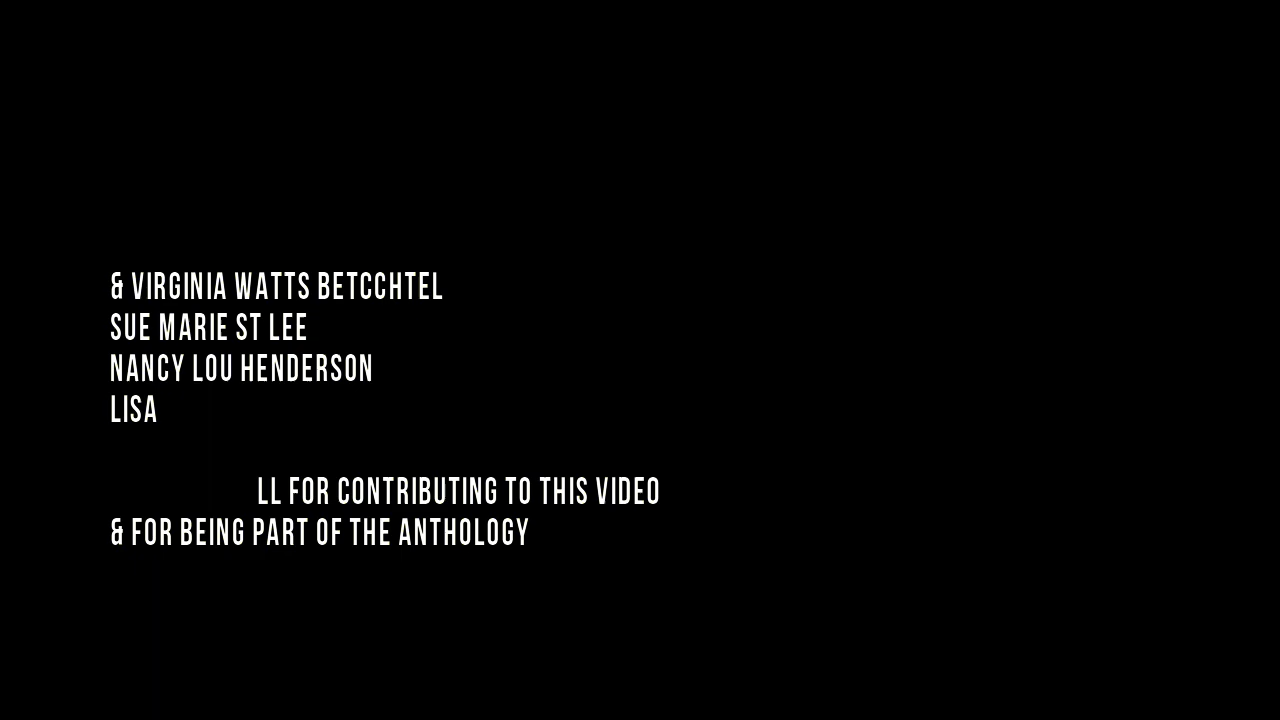 & VIRGINIA WATTS BETCCHTEL
SUE MARIE ST LEE
NANCY LOU HENDERSON
LISA
LL FOR CONTRIBUTING TO THIS VIDEO
& FOR BEING PART OF THE ANTHOLOGY